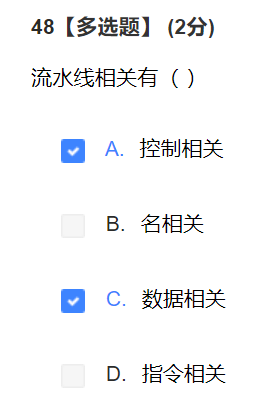 48【多选题】 (2分)
流水线相关有（ ）
A. 控制相关
B. 名相关
C. 数据相关
D. 指令相关